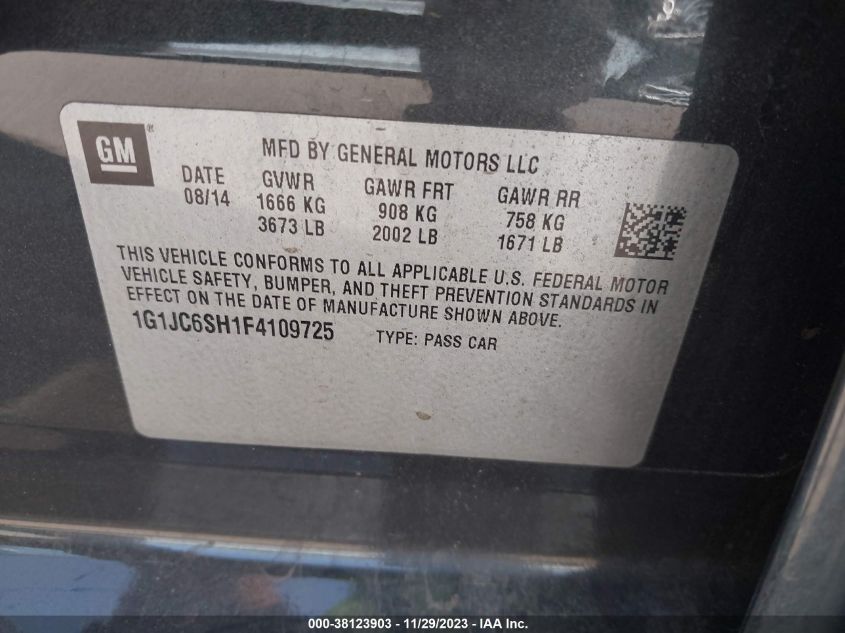 GM ®
MFD BY GENERAL MOTORS LLC
DATE GVWR GAWR FRT GAWR RR
08/14 1666 KG 908 KG 758 KG
3673 LB 2002 LB 1671 LB
THIS VEHICLE CONFORMS TO ALL APPLICABLE U.S. FEDERAL MOTOR
VEHICLE SAFETY, BUMPER, AND THEFT PREVENTION STANDARDS IN
EFFECT ON THE DATE OF MANUFACTURE SHOWN ABOVE.
1G1JC6SH1F4109725 TYPE: PASS CAR
000-38123903 - 11/29/2023 - IAA Inc.